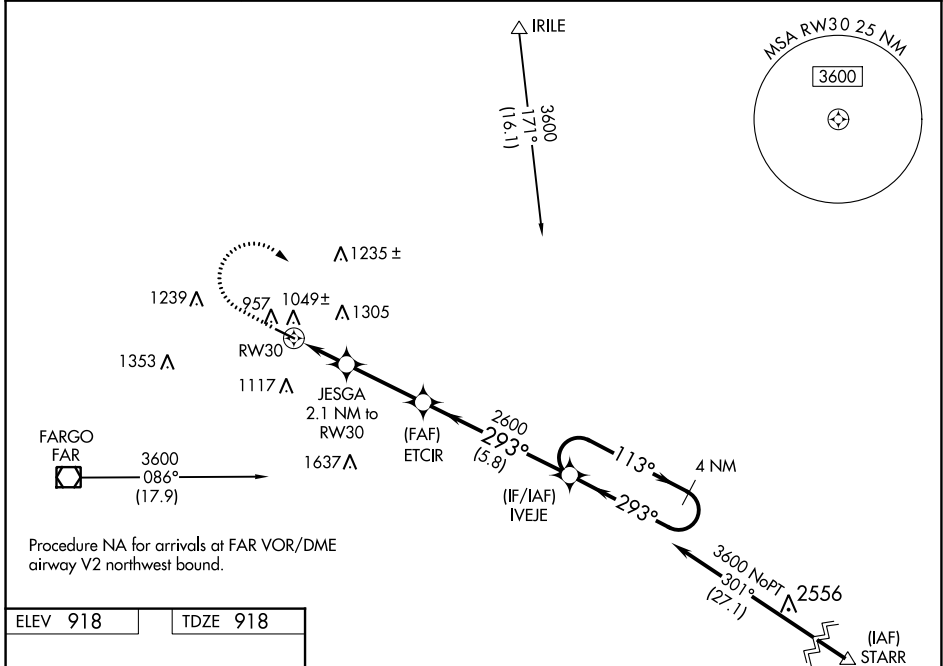 IRILE
3600
171°
(16.1)
MSA RW30 25 NM
3600
1235 ±
1239
957
1049±
1305
RW30
1353
1117
JESGA
2.1 NM to
RW30
(FAF)
ETCIR
2600
293°
(5.8)
113°
4 NM
293°
(IF/IAF)
IVEJE
FARGO
FAR
3600
086°
(17.9)
1637
Procedure NA for arrivals at FAR VOR/DME
airway V2 northwest bound.
3600 NoPT
301°
(27.1)
2556
(IAF)
STARR
ELEV 918
TDZE 918